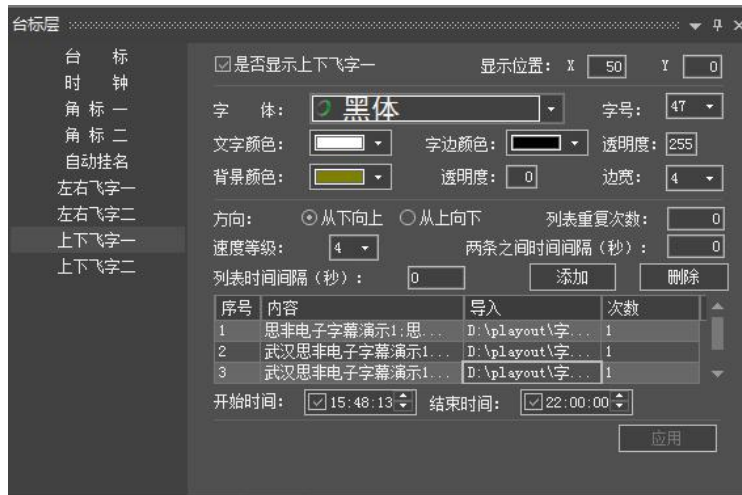 台标层
台 标
时 钟
角 标 一
角 标 二
自动挂名
左右飞字一
左右飞字二
上下飞字一
上下飞字二
是否显示上下飞字一 显示位置： X 50 Y 0
字 体： 黑体 字号： 47
文字颜色： 字边颜色： 透明度： 255
背景颜色： 透明度： 0 边宽： 4
方向： 从下向上 从上向下 列表重复次数： 0
速度等级： 4 两条之间时间间隔（秒）： 0
列表时间间隔（秒）： 0 添加 删除
序号 内容 导入 次数
1 思非电子字幕演示1;思... D:\playout\字... 1
2 武汉思非电子字幕演示1... D:\playout\字... 1
3 武汉思非电子字幕演示1... D:\playout\字... 1
开始时间： 15:48:13 结束时间： 22:00:00
应用